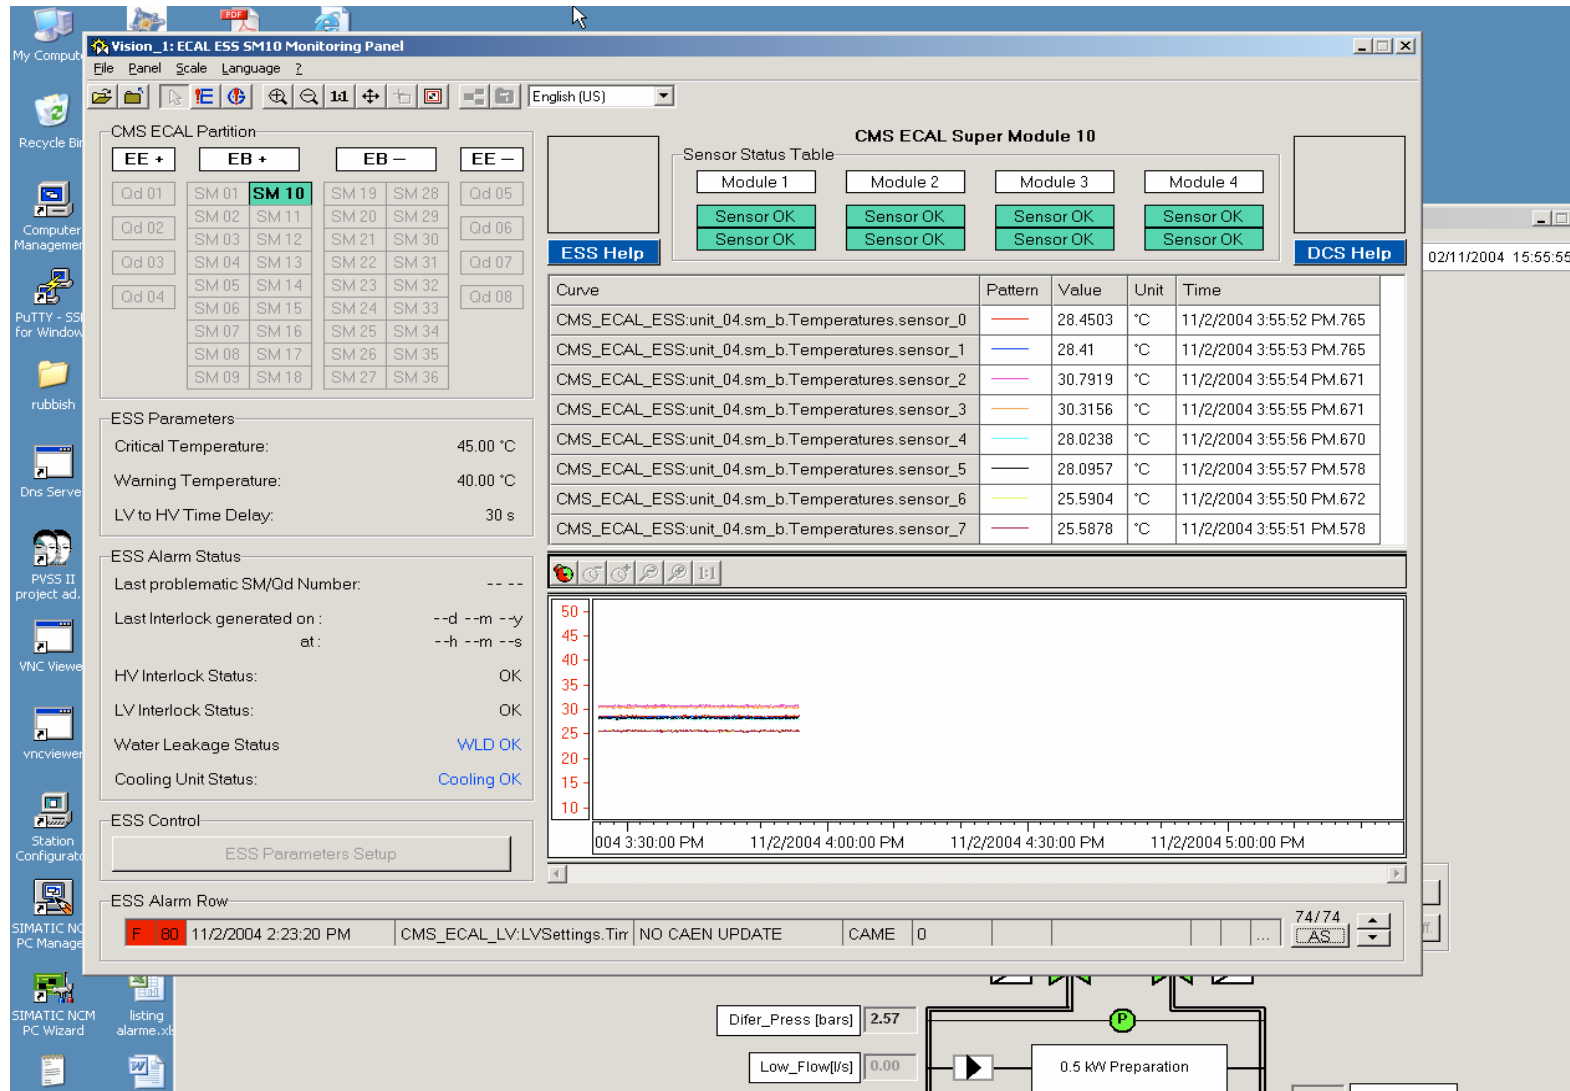 My Comput
Recycle Bin
Computer
Managemen
PuTTY - SSH
for Window
rubbish
Dns Serve
PVSS II
project ad.
VNC Viewe
vncviewer
Station
Configurato
SIMATIC NC
PC Manage
SIMATIC NCM
PC Wizard
listing
alarme.xls
Vision_1: ECAL ESS SM10 Monitoring Panel
File Panel Scale Language ?
1:1
English (US)
CMS ECAL Partition
EE + EB + EB – EE –
Qd 01 SM 01 SM 10 SM 19 SM 28 Qd 05
SM 02 SM 11 SM 20 SM 29
Qd 02 SM 03 SM 12 SM 21 SM 30 Qd 06
Qd 03 SM 04 SM 13 SM 22 SM 31 Qd 07
SM 05 SM 14 SM 23 SM 32
Qd 04 SM 06 SM 15 SM 24 SM 33 Qd 08
SM 07 SM 16 SM 25 SM 34
SM 08 SM 17 SM 26 SM 35
SM 09 SM 18 SM 27 SM 36
ESS Parameters
Critical Temperature: 45.00 °C
Warning Temperature: 40.00 °C
LV to HV Time Delay: 30 s
ESS Alarm Status
Last problematic SM/Qd Number: -- --
Last Interlock generated on : --d --m --y
at : --h --m --s
HV Interlock Status: OK
LV Interlock Status: OK
Water Leakage Status WLD OK
Cooling Unit Status: Cooling OK
ESS Control
ESS Parameters Setup
CMS ECAL Super Module 10
Sensor Status Table
Module 1 Module 2 Module 3 Module 4
Sensor OK Sensor OK Sensor OK Sensor OK
Sensor OK Sensor OK Sensor OK Sensor OK
ESS Help DCS Help
02/11/2004 15:55:55
Curve Pattern Value Unit Time
CMS_ECAL_ESS:unit_04.sm_b.Temperatures.sensor_0 28.4503 °C 11/2/2004 3:55:52 PM.765
CMS_ECAL_ESS:unit_04.sm_b.Temperatures.sensor_1 28.41 °C 11/2/2004 3:55:53 PM.765
CMS_ECAL_ESS:unit_04.sm_b.Temperatures.sensor_2 30.7919 °C 11/2/2004 3:55:54 PM.671
CMS_ECAL_ESS:unit_04.sm_b.Temperatures.sensor_3 30.3156 °C 11/2/2004 3:55:55 PM.671
CMS_ECAL_ESS:unit_04.sm_b.Temperatures.sensor_4 28.0238 °C 11/2/2004 3:55:56 PM.670
CMS_ECAL_ESS:unit_04.sm_b.Temperatures.sensor_5 28.0957 °C 11/2/2004 3:55:57 PM.578
CMS_ECAL_ESS:unit_04.sm_b.Temperatures.sensor_6 25.5904 °C 11/2/2004 3:55:50 PM.672
CMS_ECAL_ESS:unit_04.sm_b.Temperatures.sensor_7 25.5878 °C 11/2/2004 3:55:51 PM.578
1:1
50
45
40
35
30
25
20
15
10
004 3:30:00 PM 11/2/2004 4:00:00 PM 11/2/2004 4:30:00 PM 11/2/2004 5:00:00 PM
ESS Alarm Row
F 80 11/2/2004 2:23:20 PM CMS_ECAL_LV:LVSettings.Tim NO CAEN UPDATE CAME 0 ...
74/74
AS
Difer_Press [bars] 2.57
P
Low_Flow[l/s] 0.00
0.5 kW Preparation